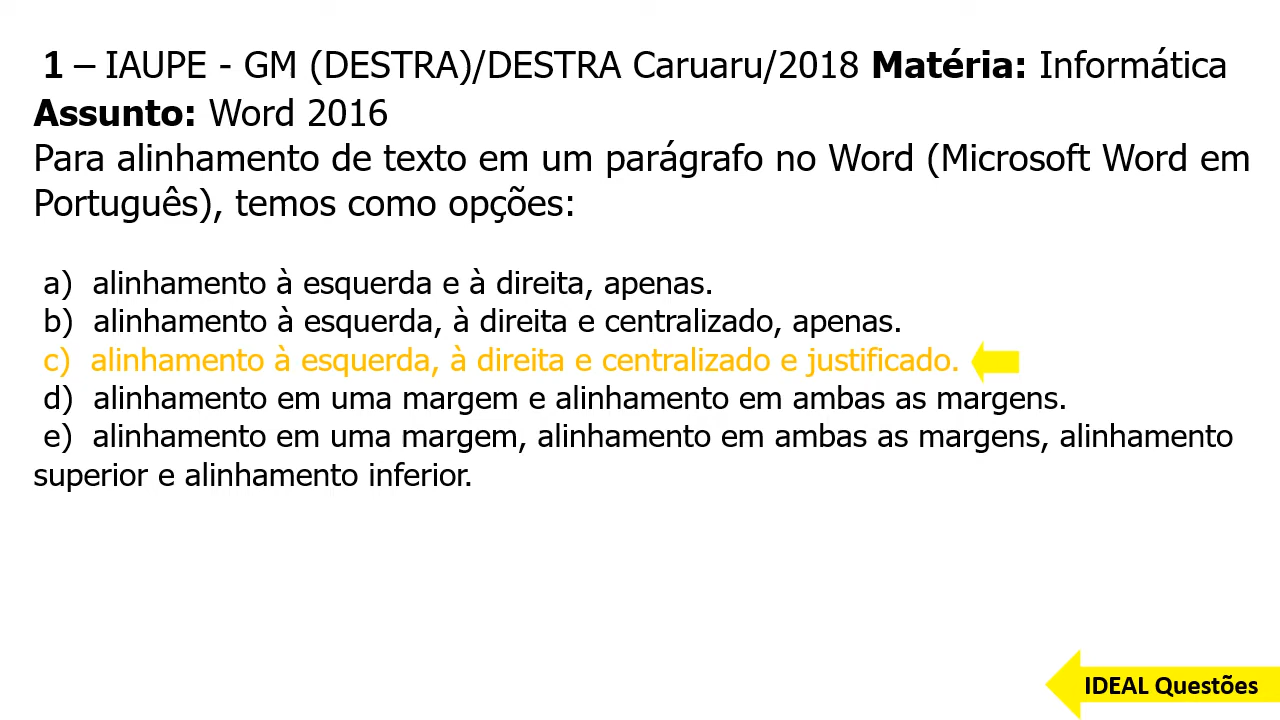 1 – IAUPE - GM (DESTRA)/DESTRA Caruaru/2018 Matéria: Informática
Assunto: Word 2016
Para alinhamento de texto em um parágrafo no Word (Microsoft Word em
Português), temos como opções:
a) alinhamento à esquerda e à direita, apenas.
b) alinhamento à esquerda, à direita e centralizado, apenas.
c) alinhamento à esquerda, à direita e centralizado e justificado.
d) alinhamento em uma margem e alinhamento em ambas as margens.
e) alinhamento em uma margem, alinhamento em ambas as margens, alinhamento
superior e alinhamento inferior.
IDEAL Questões